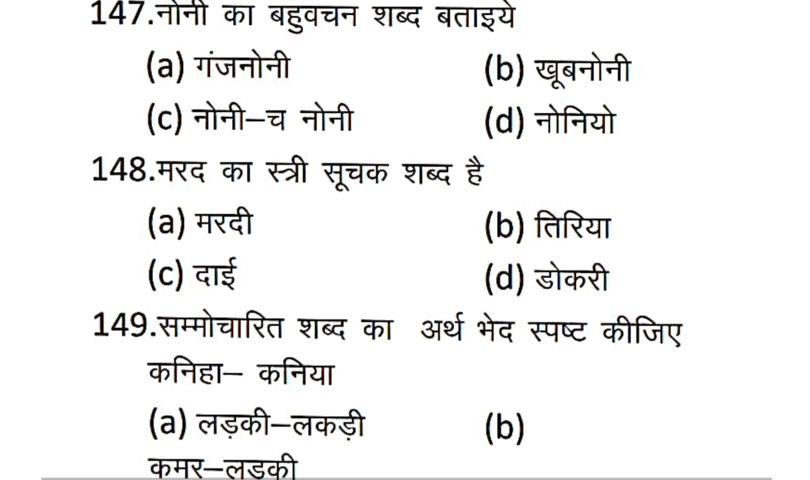 147.नोनी का बहुवचन शब्द बताइये
(a) गंजनोनी (b) खूबनोनी
(c) नोनी–च नोनी (d) नोनियो
148.मरद का स्त्री सूचक शब्द है
(a) मरदी (b) तिरिया
(c) दाई (d) डोकरी
149.सम्मोचारित शब्द का अर्थ भेद स्पष्ट कीजिए
कनिहा– कनिया
(a) लड़की–लकड़ी (b)
कमर–लडकी